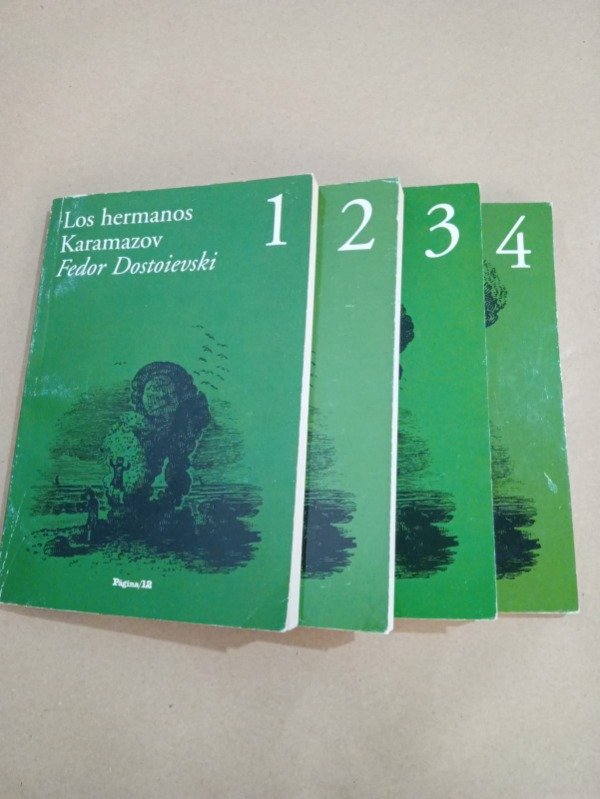 Los hermanos
Karamazov
Fedor Dostoievski
1
2
3
4
Página/12